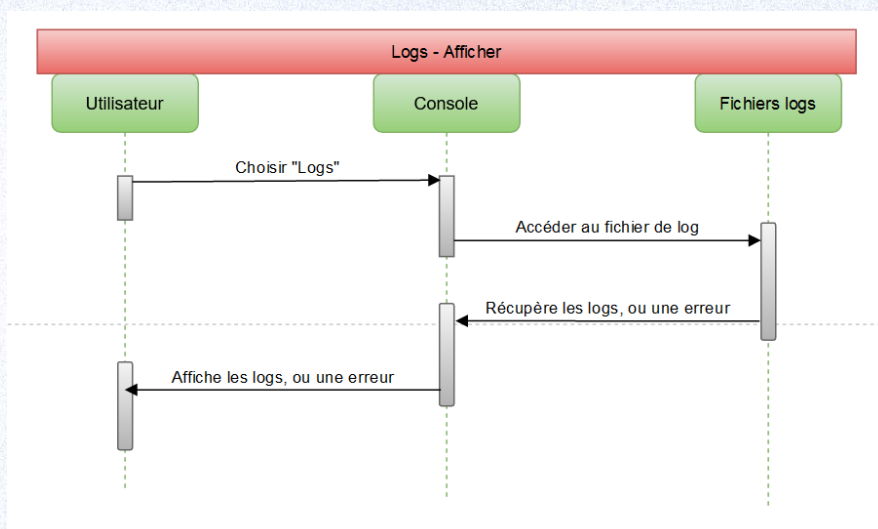 Logs - Afficher
Utilisateur
Console
Fichiers logs
Choisir "Logs"
Accéder au fichier de log
Récupère les logs, ou une erreur
Affiche les logs, ou une erreur